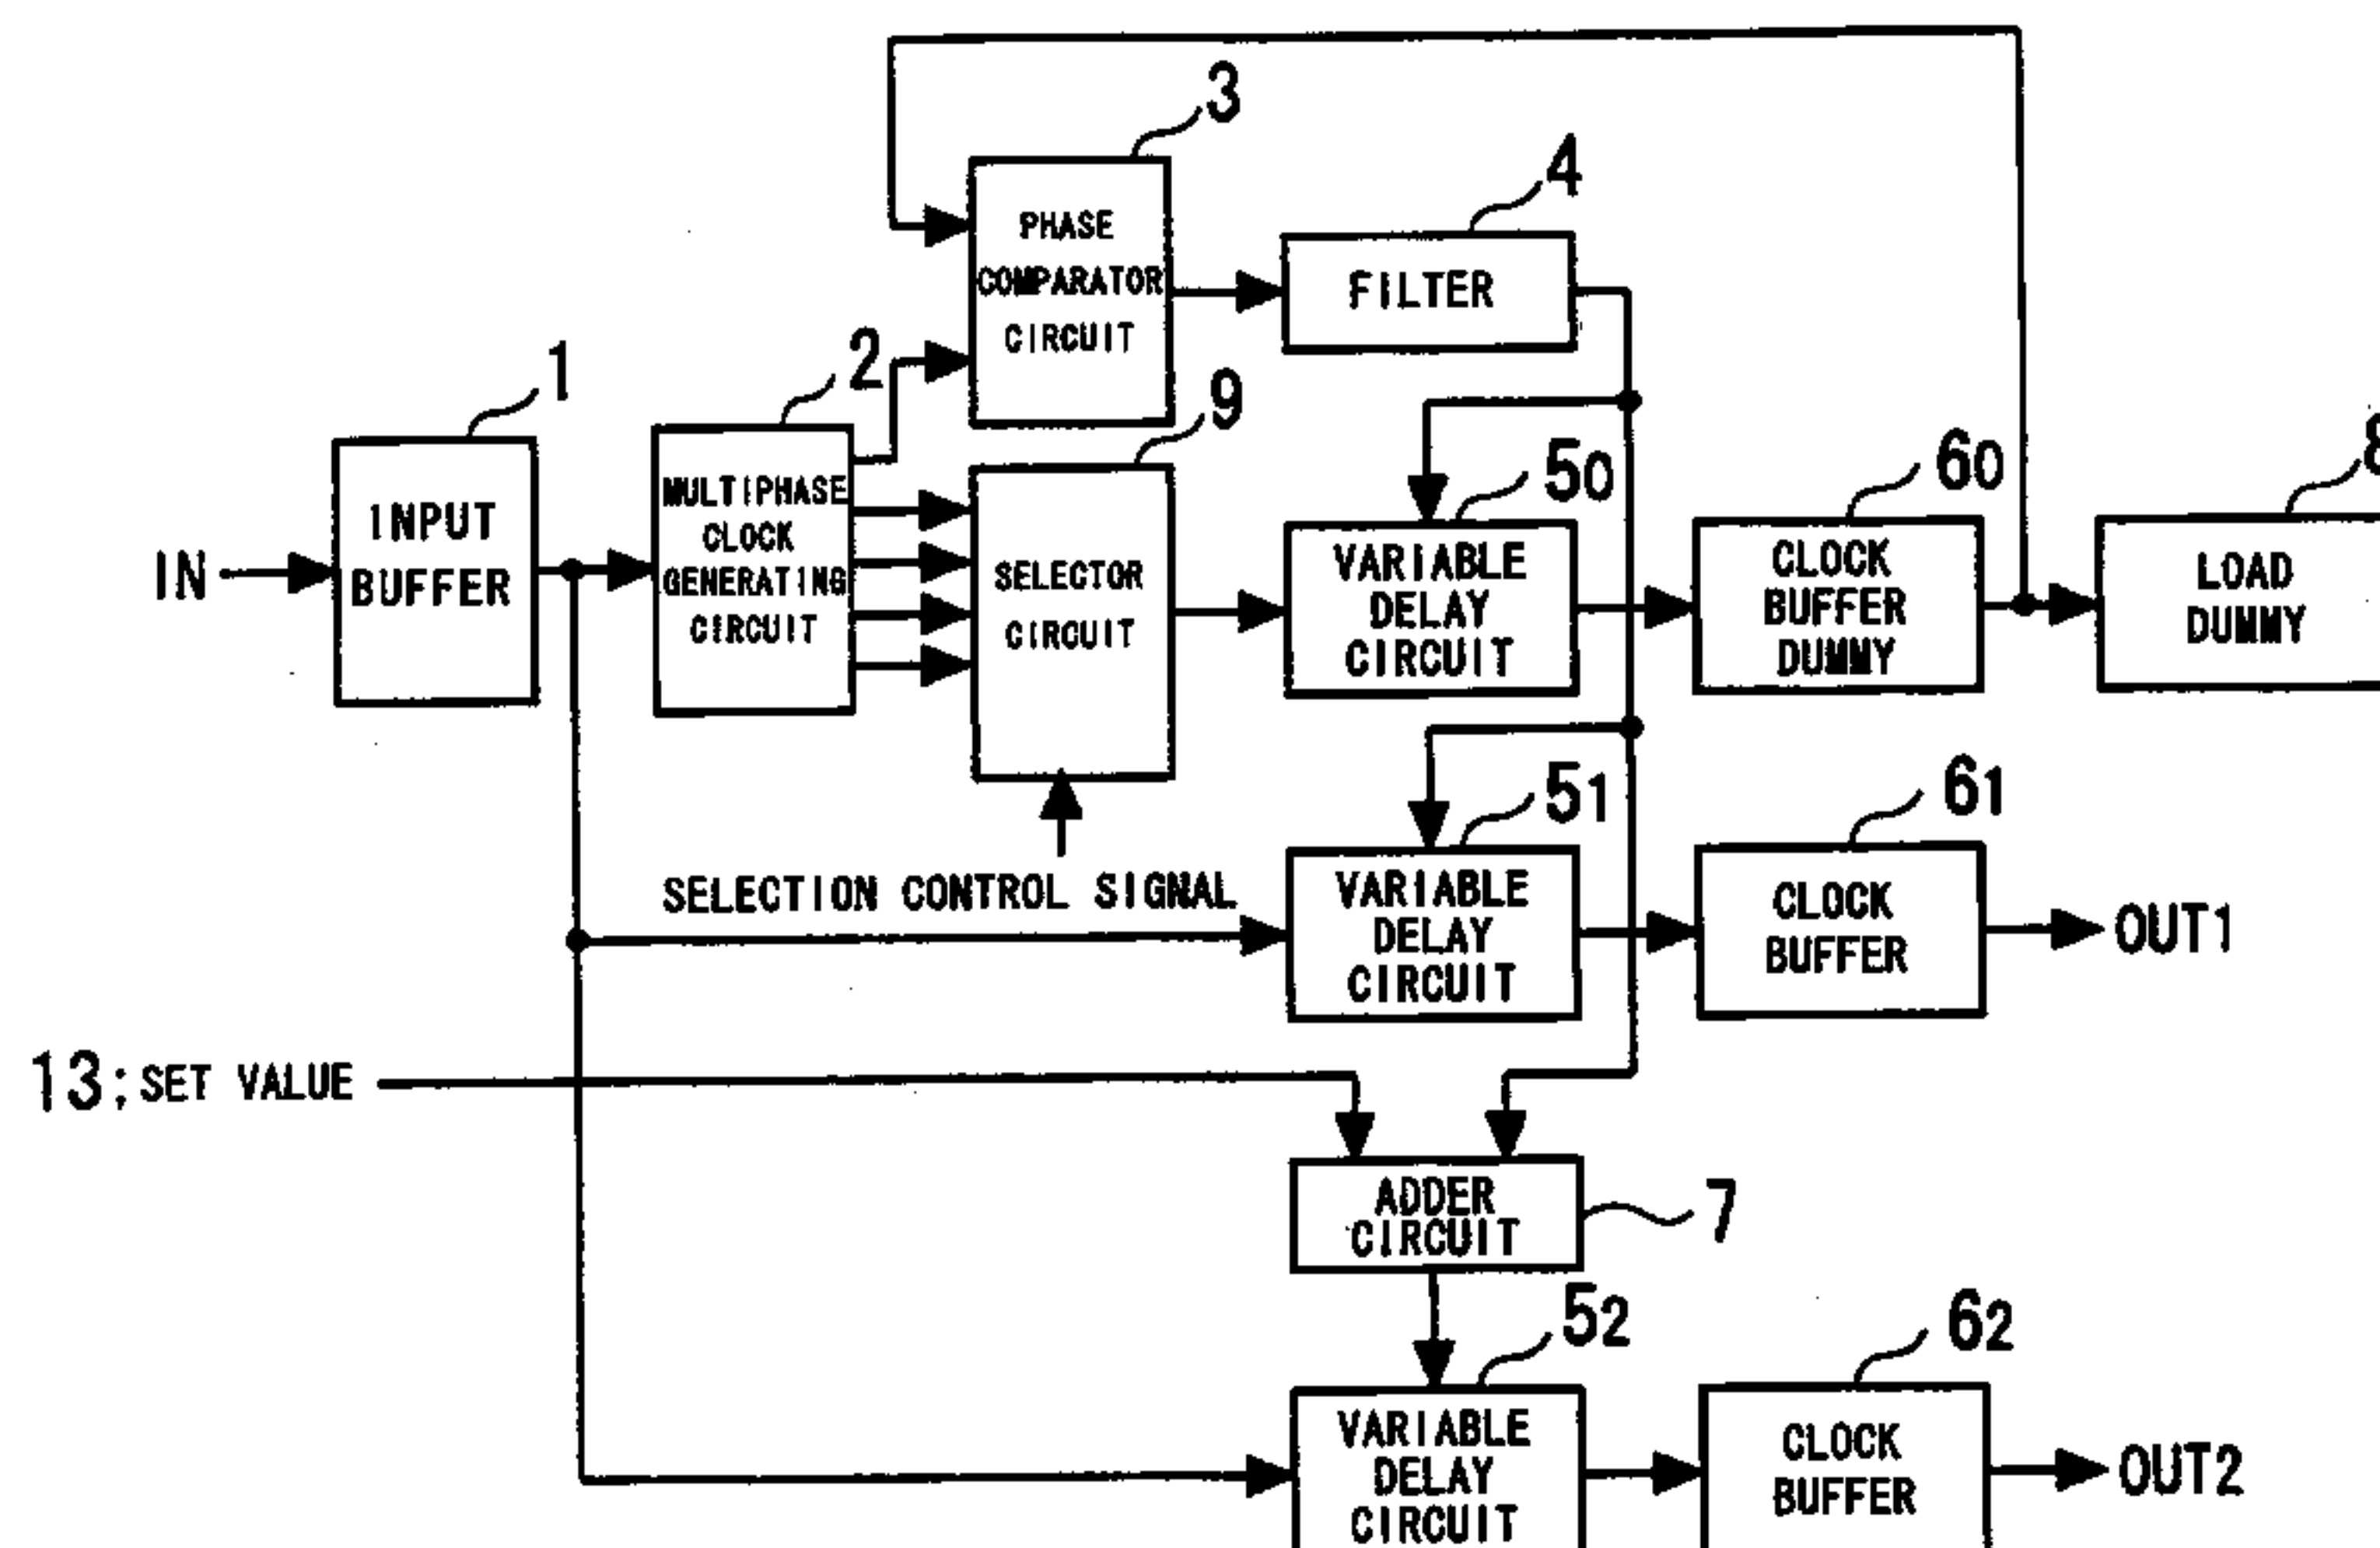 3
PHASE
COMPARATOR
CIRCUIT
4
FILTER
1
INPUT
BUFFER
IN
2
MULTIPHASE
CLOCK
GENERATING
CIRCUIT
9
SELECTOR
CIRCUIT
50
VARIABLE
DELAY
CIRCUIT
60
CLOCK
BUFFER
DUMMY
8
LOAD
DUMMY
SELECTION CONTROL SIGNAL
51
VARIABLE
DELAY
CIRCUIT
61
CLOCK
BUFFER
OUT1
13;SET VALUE
ADDER
CIRCUIT
7
52
VARIABLE
DELAY
CIRCUIT
62
CLOCK
BUFFER
OUT2